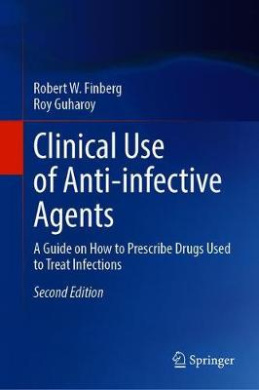 Robert W. Finberg
Roy Guharoy
Clinical Use
of Anti-infective
Agents
A Guide on How to Prescribe Drugs Used
to Treat Infections
Second Edition
Springer